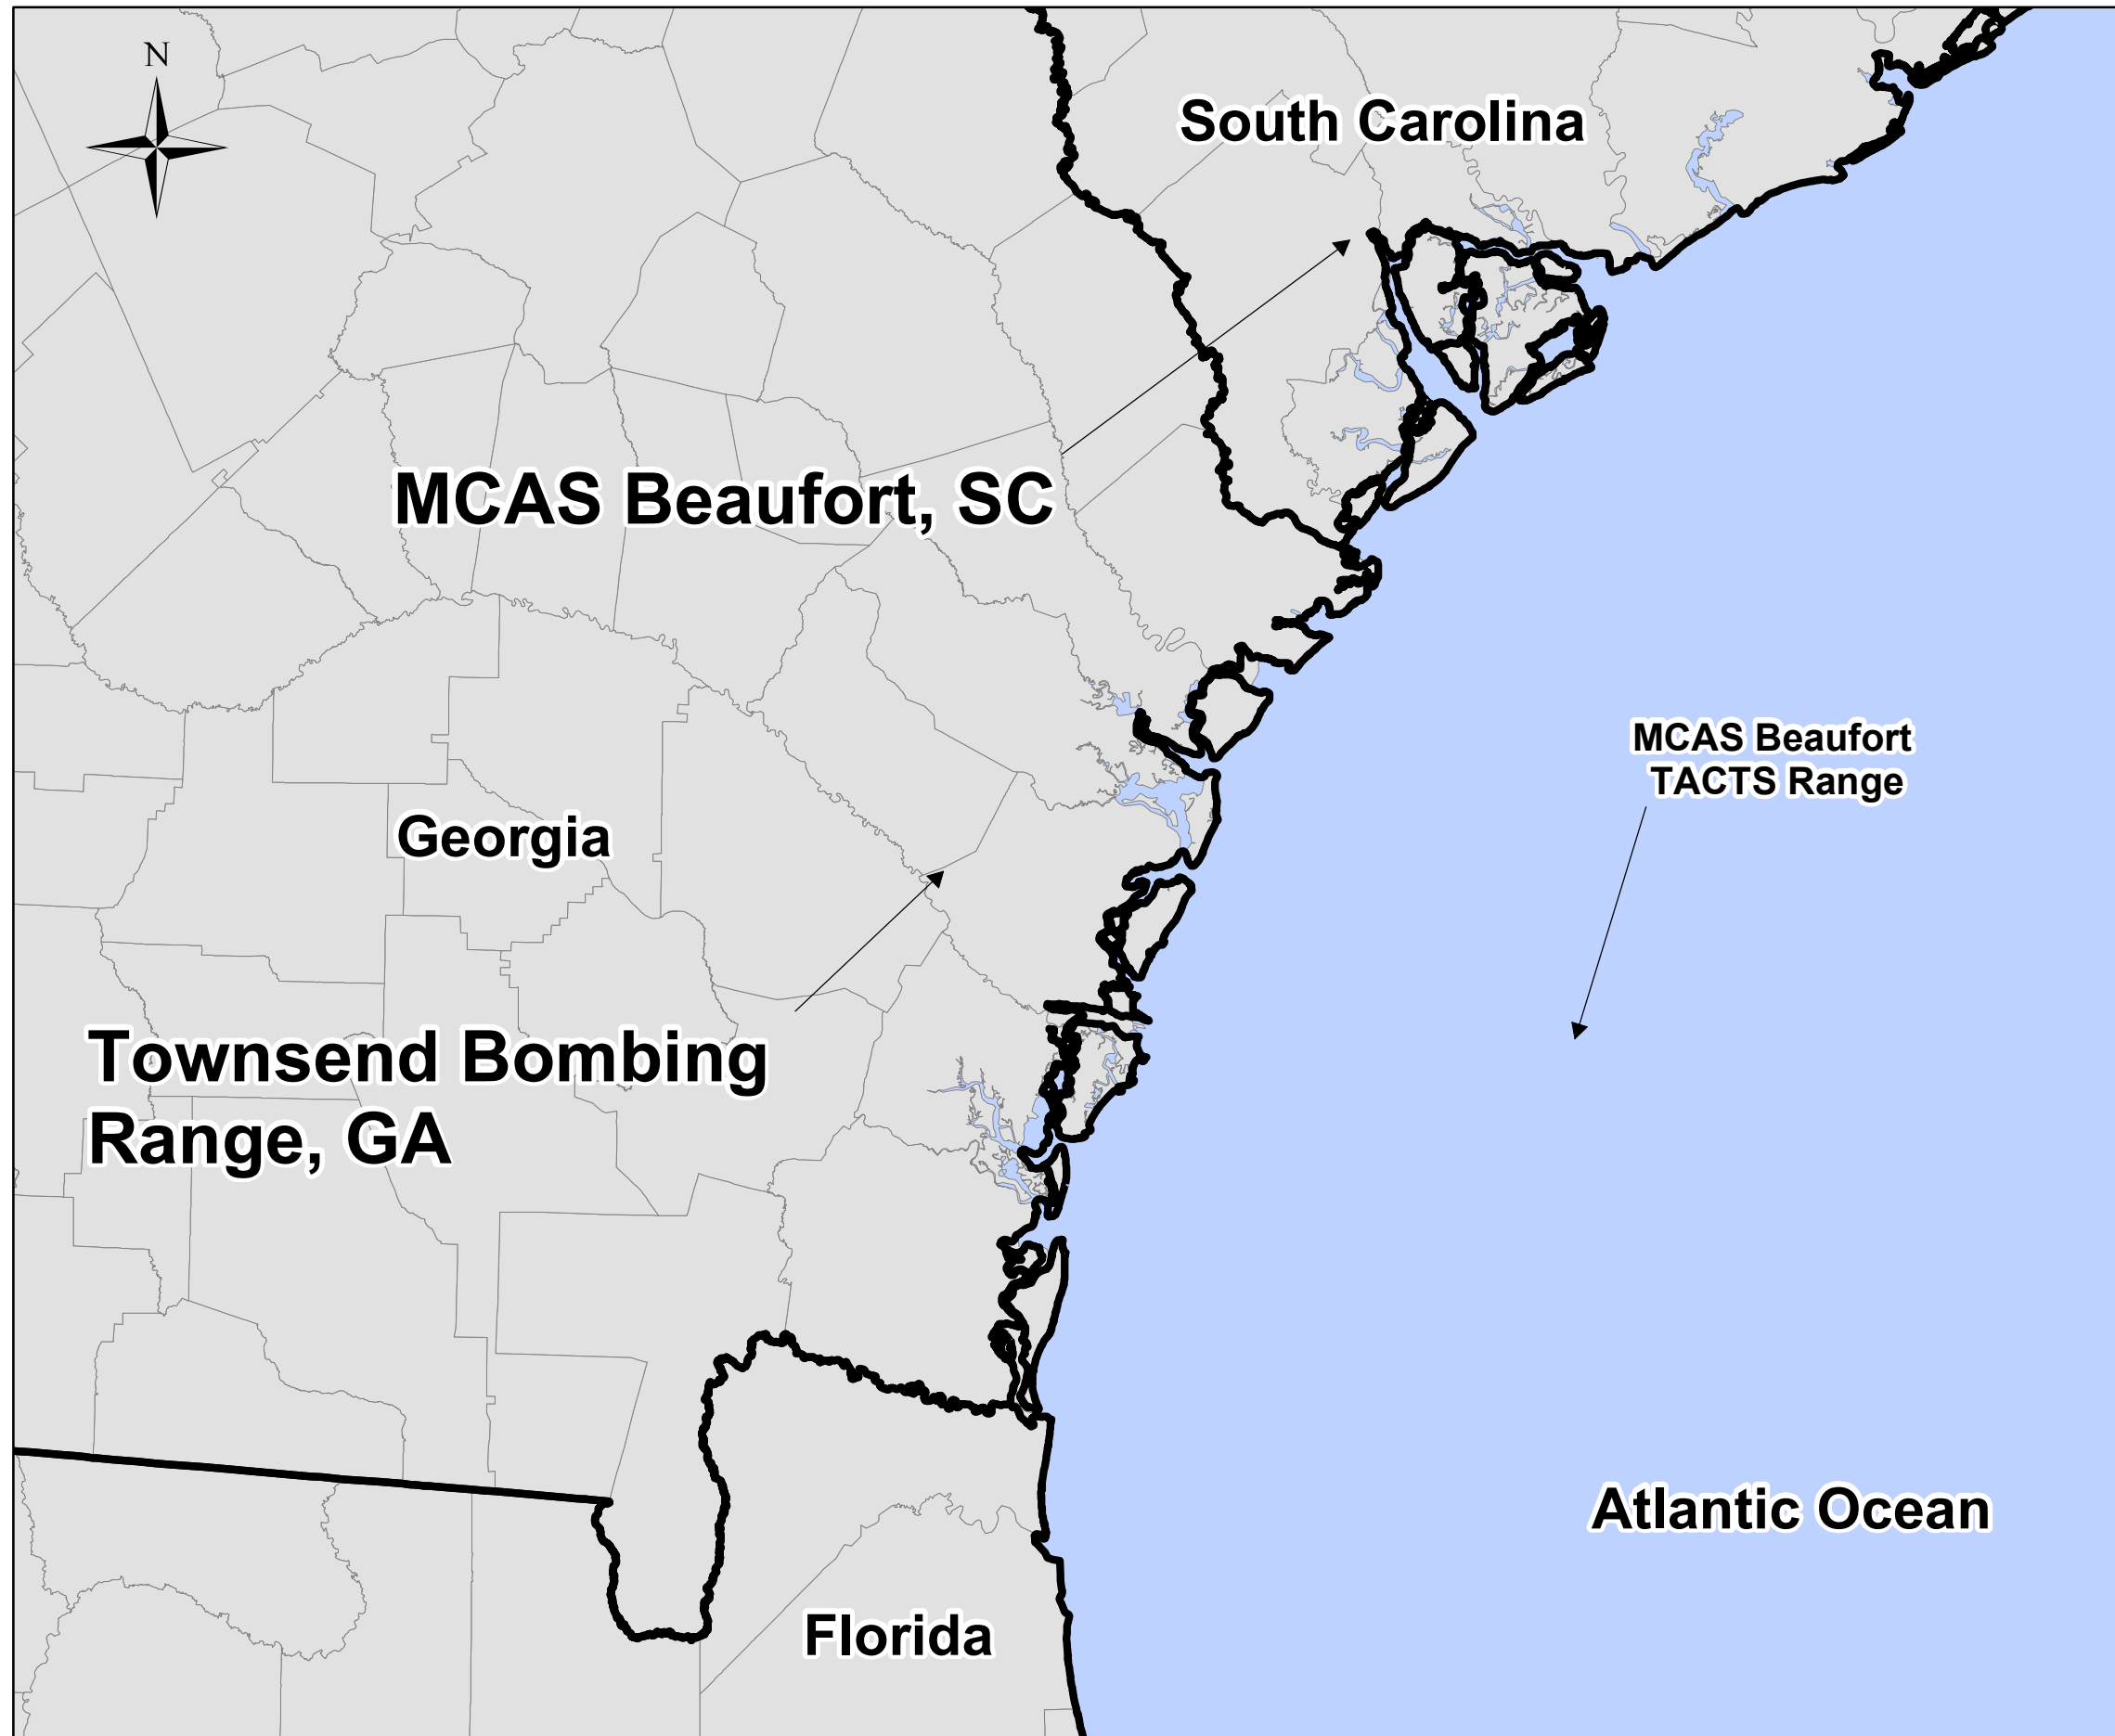 N
South Carolina
MCAS Beaufort, SC
MCAS Beaufort
TACTS Range
Georgia
Townsend Bombing
Range, GA
Atlantic Ocean
Florida